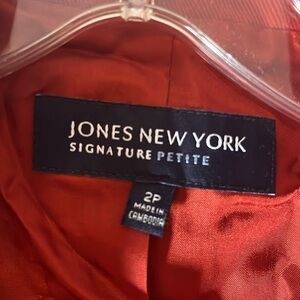 JONES NEW YORK
SIGNATURE PETITE
2P
MADE IN
CAMBODIA